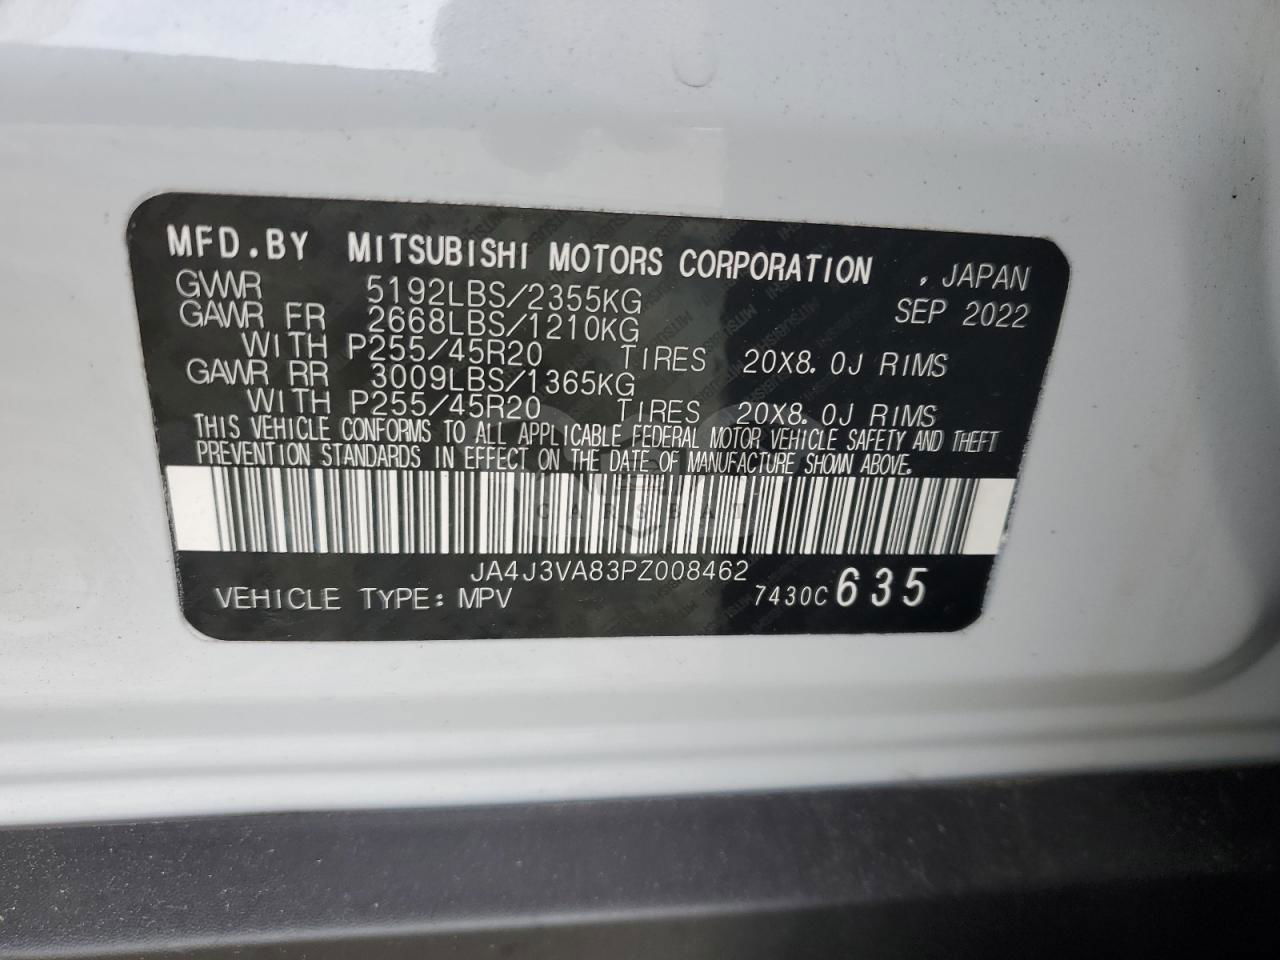 MFD.BY MITSUBISHI MOTORS CORPORATION , JAPAN
GVWR 5192LBS/2355KG SEP 2022
GAWR FR 2668LBS/1210KG
WITH P255/45R20 TIRES 20X8.0J RIMS
GAWR RR 3009LBS/1365KG
WITH P255/45R20 TIRES 20X8.0J RIMS
THIS VEHICLE CONFORMS TO ALL APPLICABLE FEDERAL MOTOR VEHICLE SAFETY AND THEFT
PREVENTION STANDARDS IN EFFECT ON THE DATE OF MANUFACTURE SHOWN ABOVE.
CARSBAD
JA4J3VA83PZ008462
VEHICLE TYPE: MPV 7430C 635